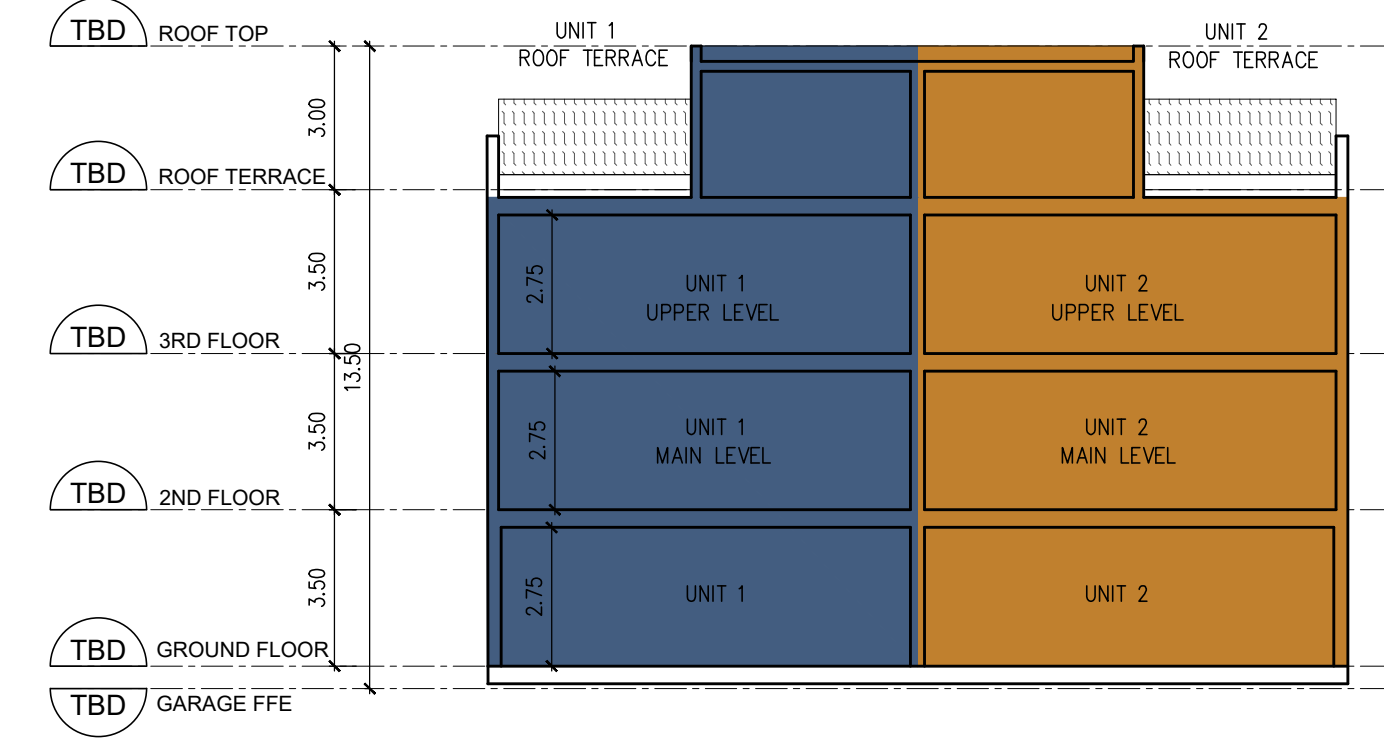 TBD ROOF TOP
UNIT 1
ROOF TERRACE
UNIT 2
ROOF TERRACE
3.00
TBD ROOF TERRACE
3.50
2.75
UNIT 1
UPPER LEVEL
UNIT 2
UPPER LEVEL
TBD 3RD FLOOR
13.50
3.50
2.75
UNIT 1
MAIN LEVEL
UNIT 2
MAIN LEVEL
TBD 2ND FLOOR
3.50
2.75
UNIT 1
UNIT 2
TBD GROUND FLOOR
TBD GARAGE FFE